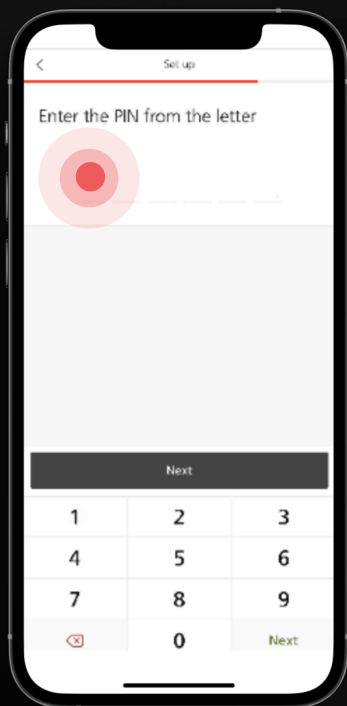 Set up
Enter the PIN from the letter
Next
1 2 3
4 5 6
7 8 9
0 Next